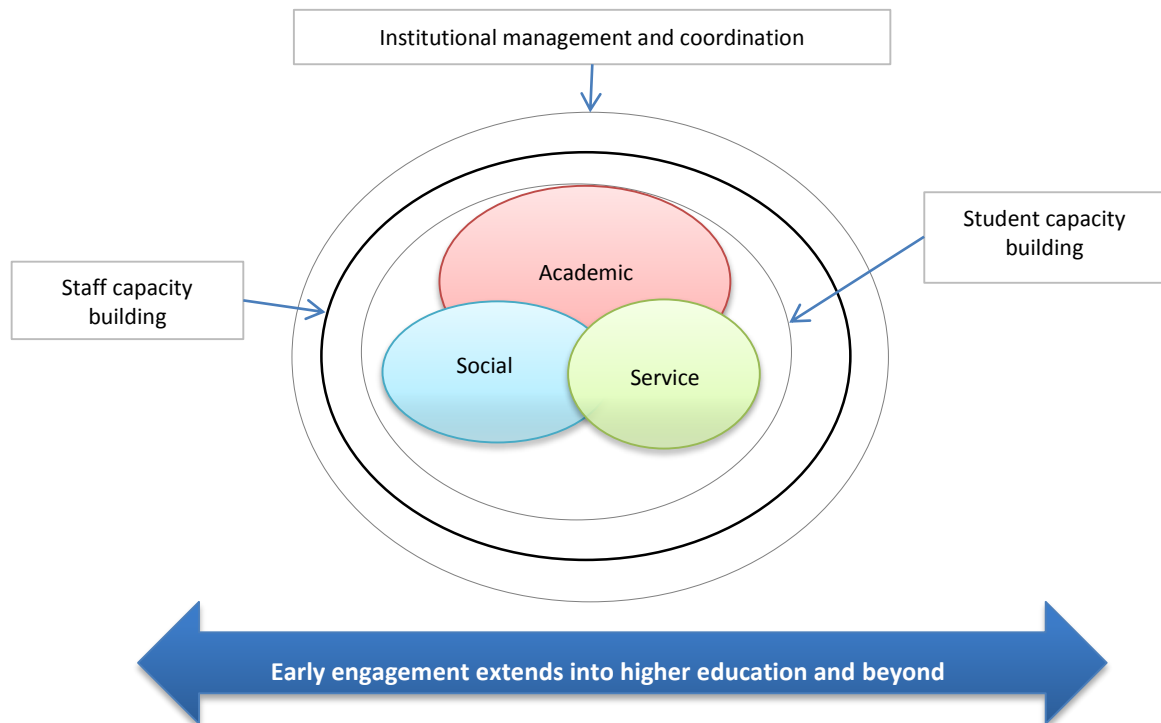 Institutional management and coordination
Student capacity
building
Academic
Staff capacity
building
Social
Service
Early engagement extends into higher education and beyond